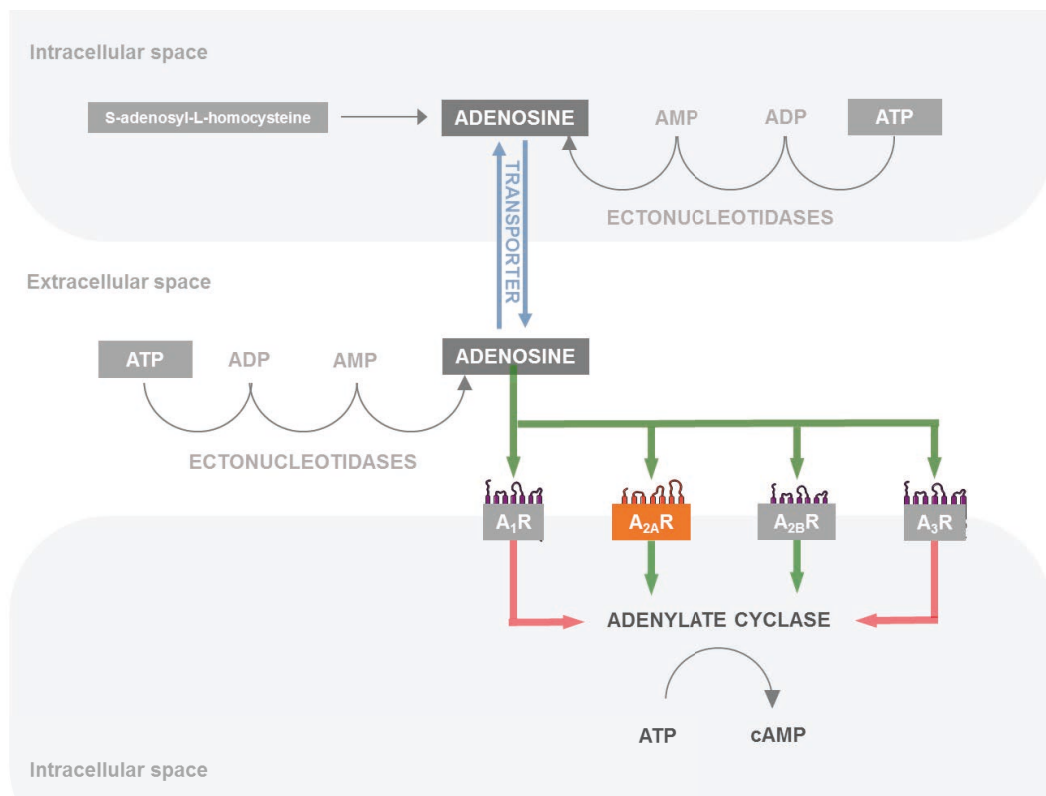 Intracellular space
S-adenosyl-L-homocysteine
ADENOSINE
AMP
ADP
ATP
ECTONUCLEOTIDASES
TRANSPORTER
Extracellular space
ATP
ADP
AMP
ADENOSINE
ECTONUCLEOTIDASES
A₁R
A₂ₐR
A₂ʙR
A₃R
ADENYLATE CYCLASE
ATP
cAMP
Intracellular space